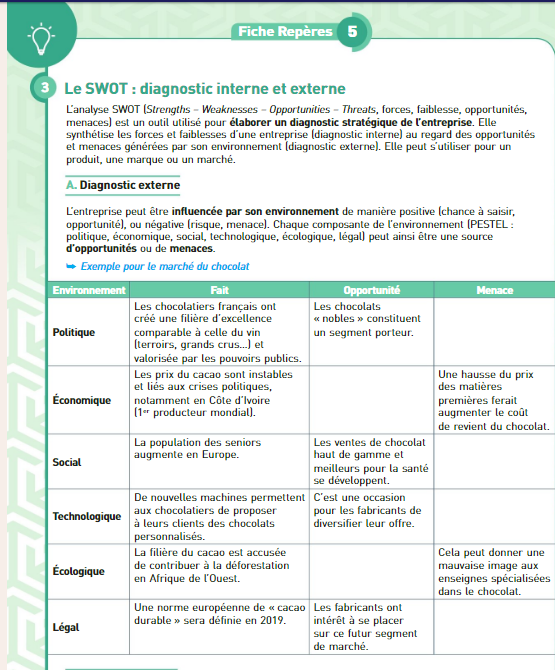 Fiche Repères 5
3 Le SWOT : diagnostic interne et externe
L'analyse SWOT (Strengths – Weaknesses – Opportunities – Threats, forces, faiblesse, opportunités,
menaces) est un outil utilisé pour élaborer un diagnostic stratégique de l'entreprise. Elle
synthétise les forces et faiblesses d'une entreprise (diagnostic interne) au regard des opportunités
et menaces générées par son environnement (diagnostic externe). Elle peut s'utiliser pour un
produit, une marque ou un marché.
A. Diagnostic externe
L'entreprise peut être influencée par son environnement de manière positive (chance à saisir,
opportunité), ou négative (risque, menace). Chaque composante de l'environnement (PESTEL :
politique, économique, social, technologique, écologique, légal) peut ainsi être une source
d'opportunités ou de menaces.
➥ Exemple pour le marché du chocolat
Environnement Fait Opportunité Menace
Politique
Les chocolatiers français ont
créé une filière d'excellence
comparable à celle du vin
(terroirs, grands crus...) et
valorisée par les pouvoirs publics.
Les chocolats
« nobles » constituent
un segment porteur.
Économique
Les prix du cacao sont instables
et liés aux crises politiques,
notamment en Côte d'Ivoire
(1er producteur mondial).
Une hausse du prix
des matières
premières ferait
augmenter le coût
de revient du chocolat.
Social
La population des seniors
augmente en Europe.
Les ventes de chocolat
haut de gamme et
meilleurs pour la santé
se développent.
Technologique
De nouvelles machines permettent
aux chocolatiers de proposer
à leurs clients des chocolats
personnalisés.
C'est une occasion
pour les fabricants de
diversifier leur offre.
Écologique
La filière du cacao est accusée
de contribuer à la déforestation
en Afrique de l'Ouest.
Cela peut donner une
mauvaise image aux
enseignes spécialisées
dans le chocolat.
Légal
Une norme européenne de « cacao
durable » sera définie en 2019.
Les fabricants ont
intérêt à se placer
sur ce futur segment
de marché.